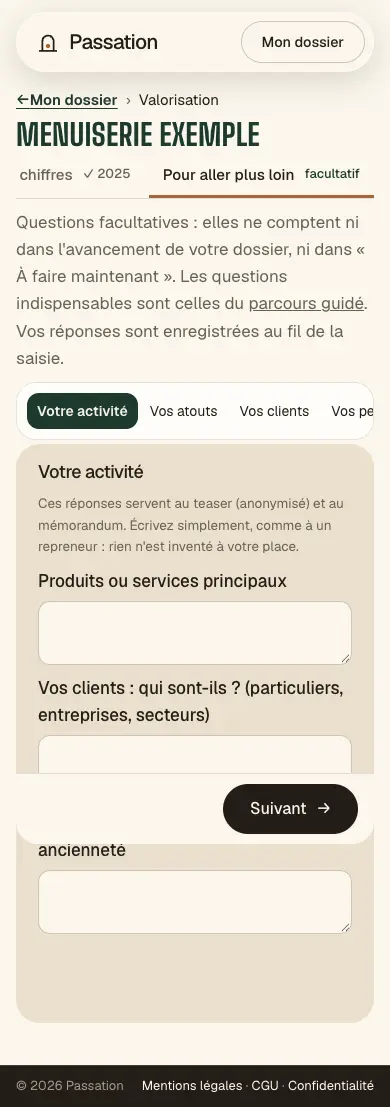 Passation
Mon dossier
←Mon dossier › Valorisation
MENUISERIE EXEMPLE
chiffres ✓ 2025
Pour aller plus loin facultatif
Questions facultatives : elles ne comptent ni
dans l'avancement de votre dossier, ni dans «
À faire maintenant ». Les questions
indispensables sont celles du parcours guidé.
Vos réponses sont enregistrées au fil de la
saisie.
Votre activité Vos atouts Vos clients Vos pe
Votre activité
Ces réponses servent au teaser (anonymisé) et au
mémorandum. Écrivez simplement, comme à un
repreneur : rien n'est inventé à votre place.
Produits ou services principaux
Vos clients : qui sont-ils ? (particuliers,
entreprises, secteurs)
Suivant →
ancienneté
© 2026 Passation Mentions légales · CGU · Confidentialité